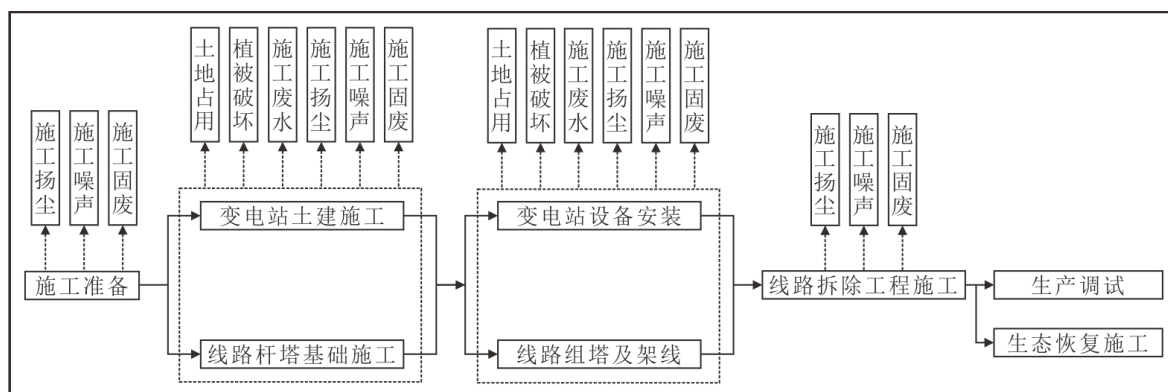 土地占用
植被破坏
施工废水
施工扬尘
施工噪声
施工固废
土地占用
植被破坏
施工废水
施工扬尘
施工噪声
施工固废
施工扬尘
施工噪声
施工固废
施工扬尘
施工噪声
施工固废
变电站土建施工
变电站设备安装
施工准备
线路拆除工程施工
生产调试
线路杆塔基础施工
线路组塔及架线
生态恢复施工